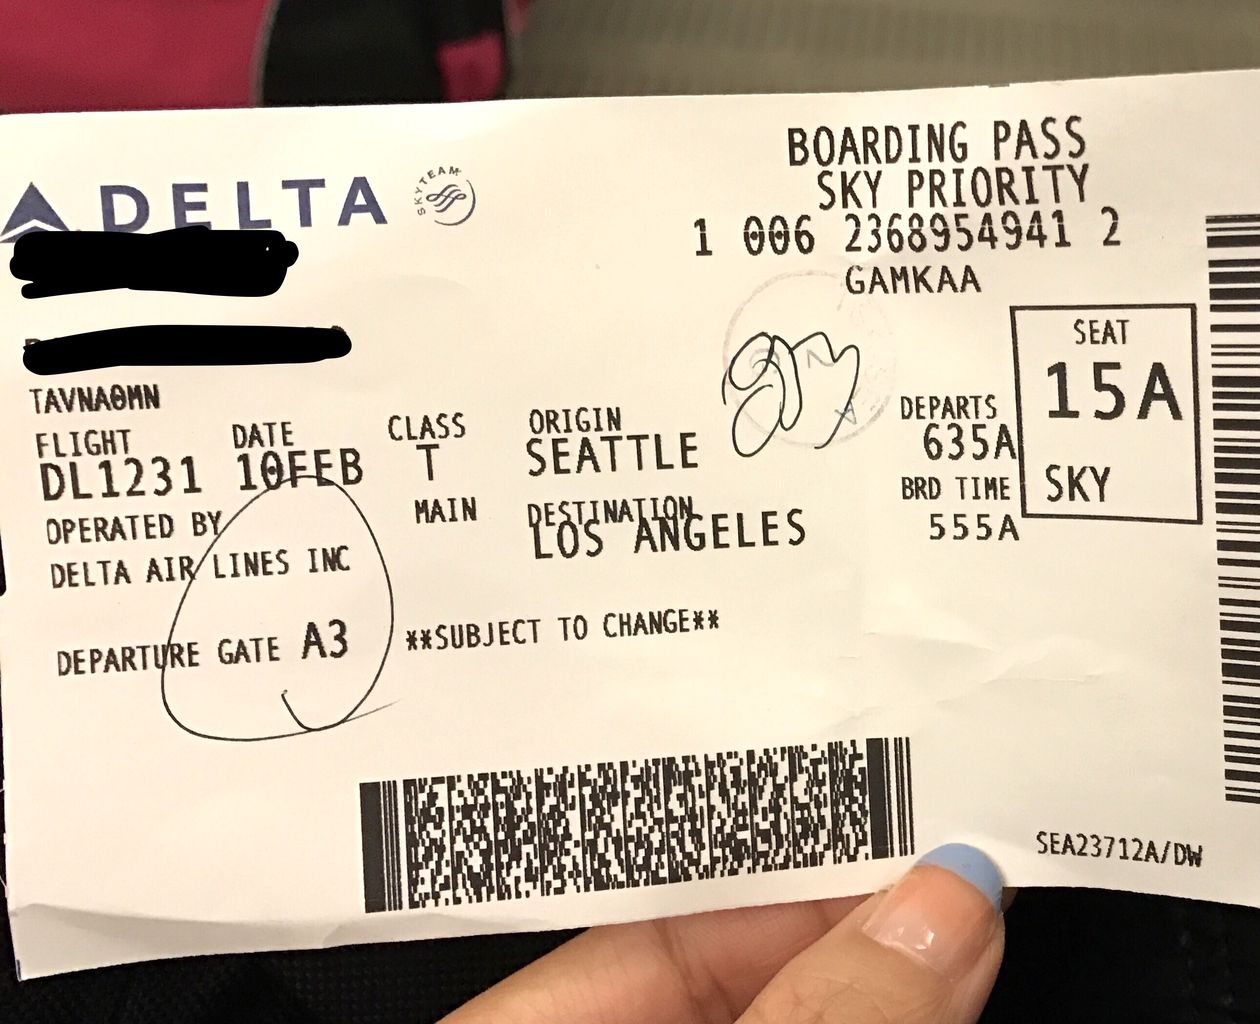 DELTA
SKYTEAM
BOARDING PASS
SKY PRIORITY
1 006 2368954941 2
GAMKAA
TAVNA0MN
FLIGHT DATE CLASS ORIGIN
DL1231 10FEB T SEATTLE
OPERATED BY MAIN DESTINATION
DELTA AIR LINES INC LOS ANGELES
DEPARTURE GATE A3 **SUBJECT TO CHANGE**
DEPARTS
635A
BRD TIME
555A
SEAT
15A
SKY
SEA23712A/DW